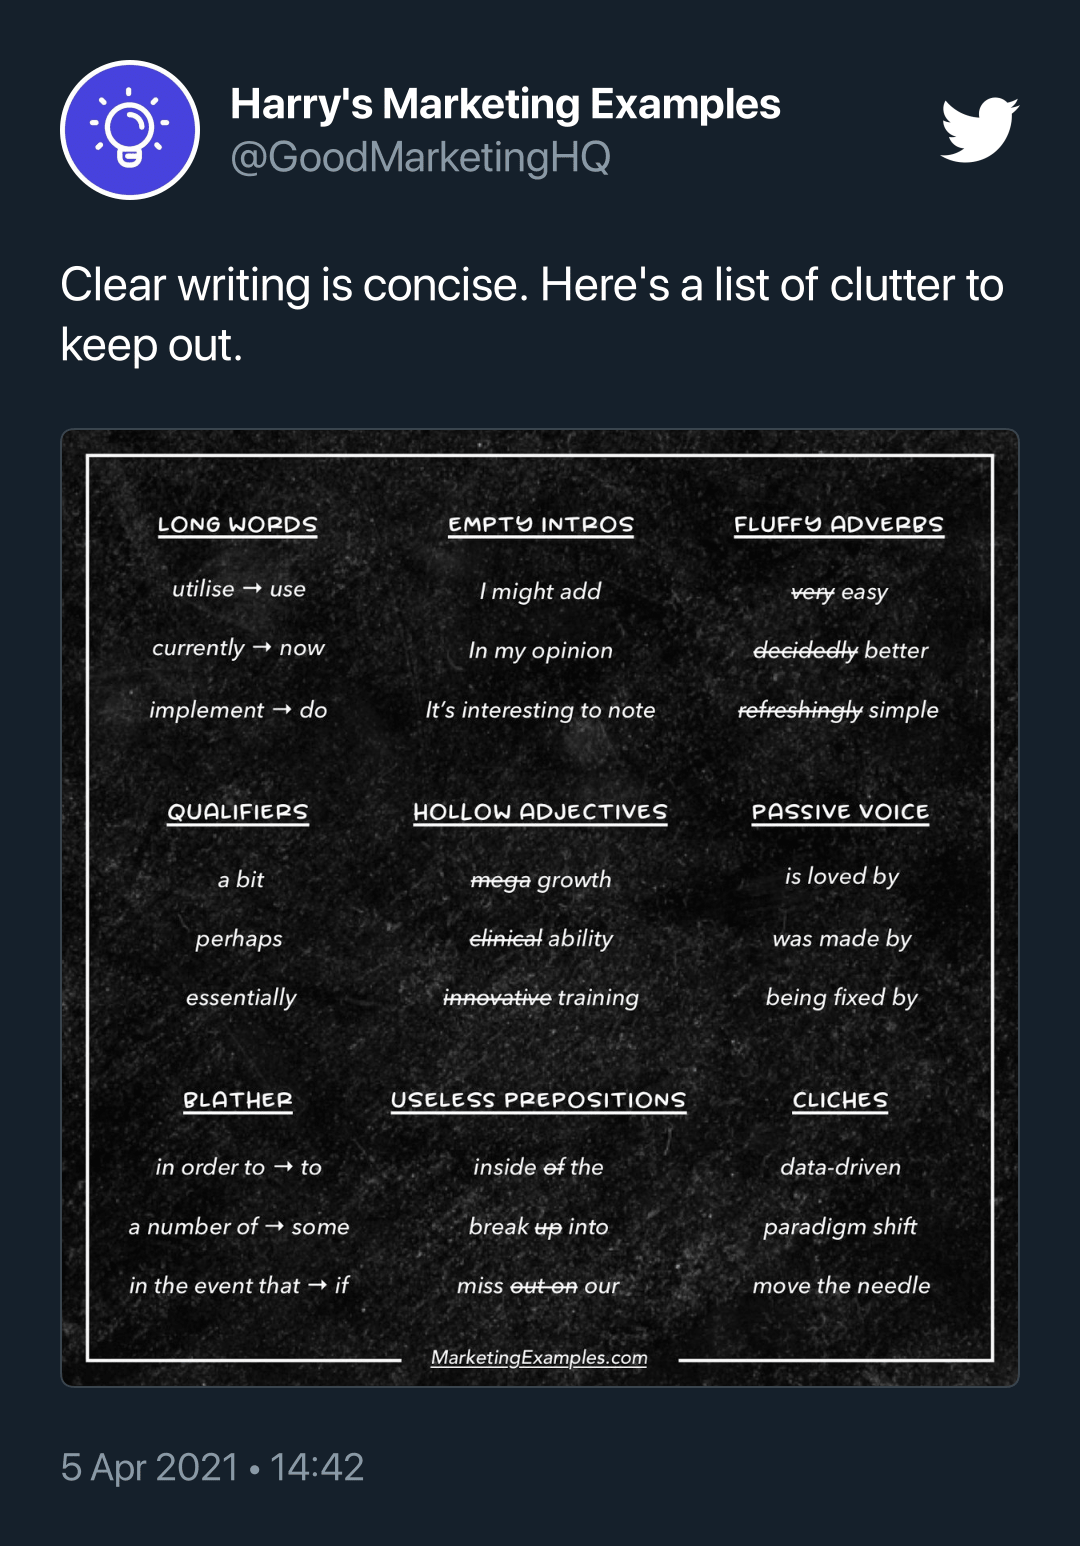 Harry's Marketing Examples
@GoodMarketingHQ
Clear writing is concise. Here's a list of clutter to
keep out.
LONG WORDS
utilise → use
currently → now
implement → do
EMPTY INTROS
I might add
In my opinion
It's interesting to note
FLUFFY ADVERBS
very easy
decidedly better
refreshingly simple
QUALIFIERS
a bit
perhaps
essentially
HOLLOW ADJECTIVES
mega growth
clinical ability
innovative training
PASSIVE VOICE
is loved by
was made by
being fixed by
BLATHER
in order to → to
a number of → some
in the event that → if
USELESS PREPOSITIONS
inside of the
break up into
miss out on our
CLICHES
data-driven
paradigm shift
move the needle
MarketingExamples.com
5 Apr 2021 • 14:42